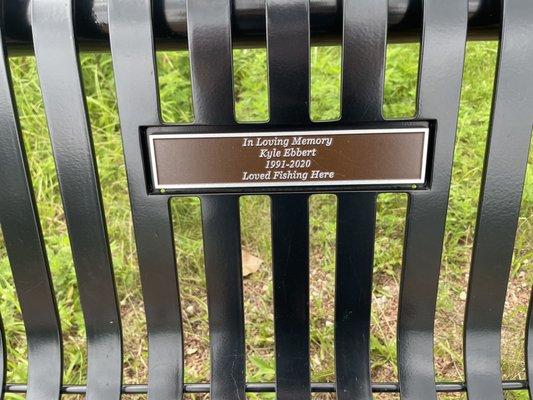 In Loving Memory
Kyle Ebbert
1991-2020
Loved Fishing Here